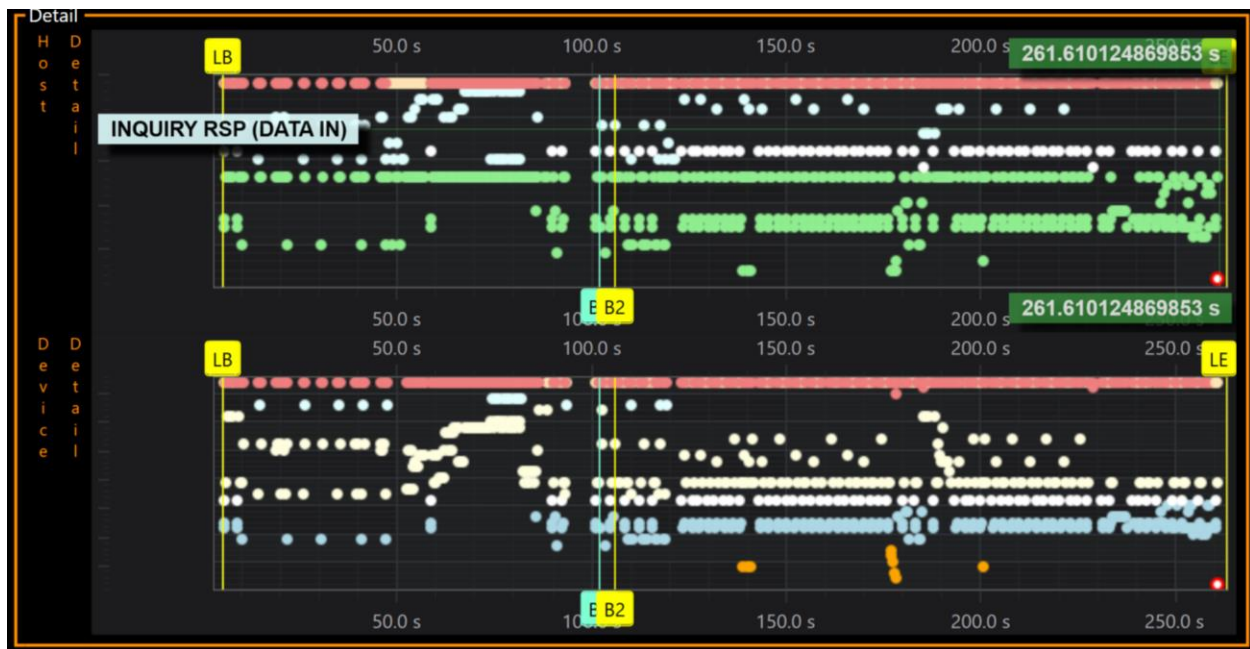 Detail
Host Detail
LB
50.0 s 100.0 s 150.0 s 200.0 s
261.610124869853 s
INQUIRY RSP (DATA IN)
B2
50.0 s 150.0 s 200.0 s
261.610124869853 s
Device Detail
LB
50.0 s 100.0 s 150.0 s 200.0 s 250.0 s
LE
B2
50.0 s 150.0 s 200.0 s 250.0 s